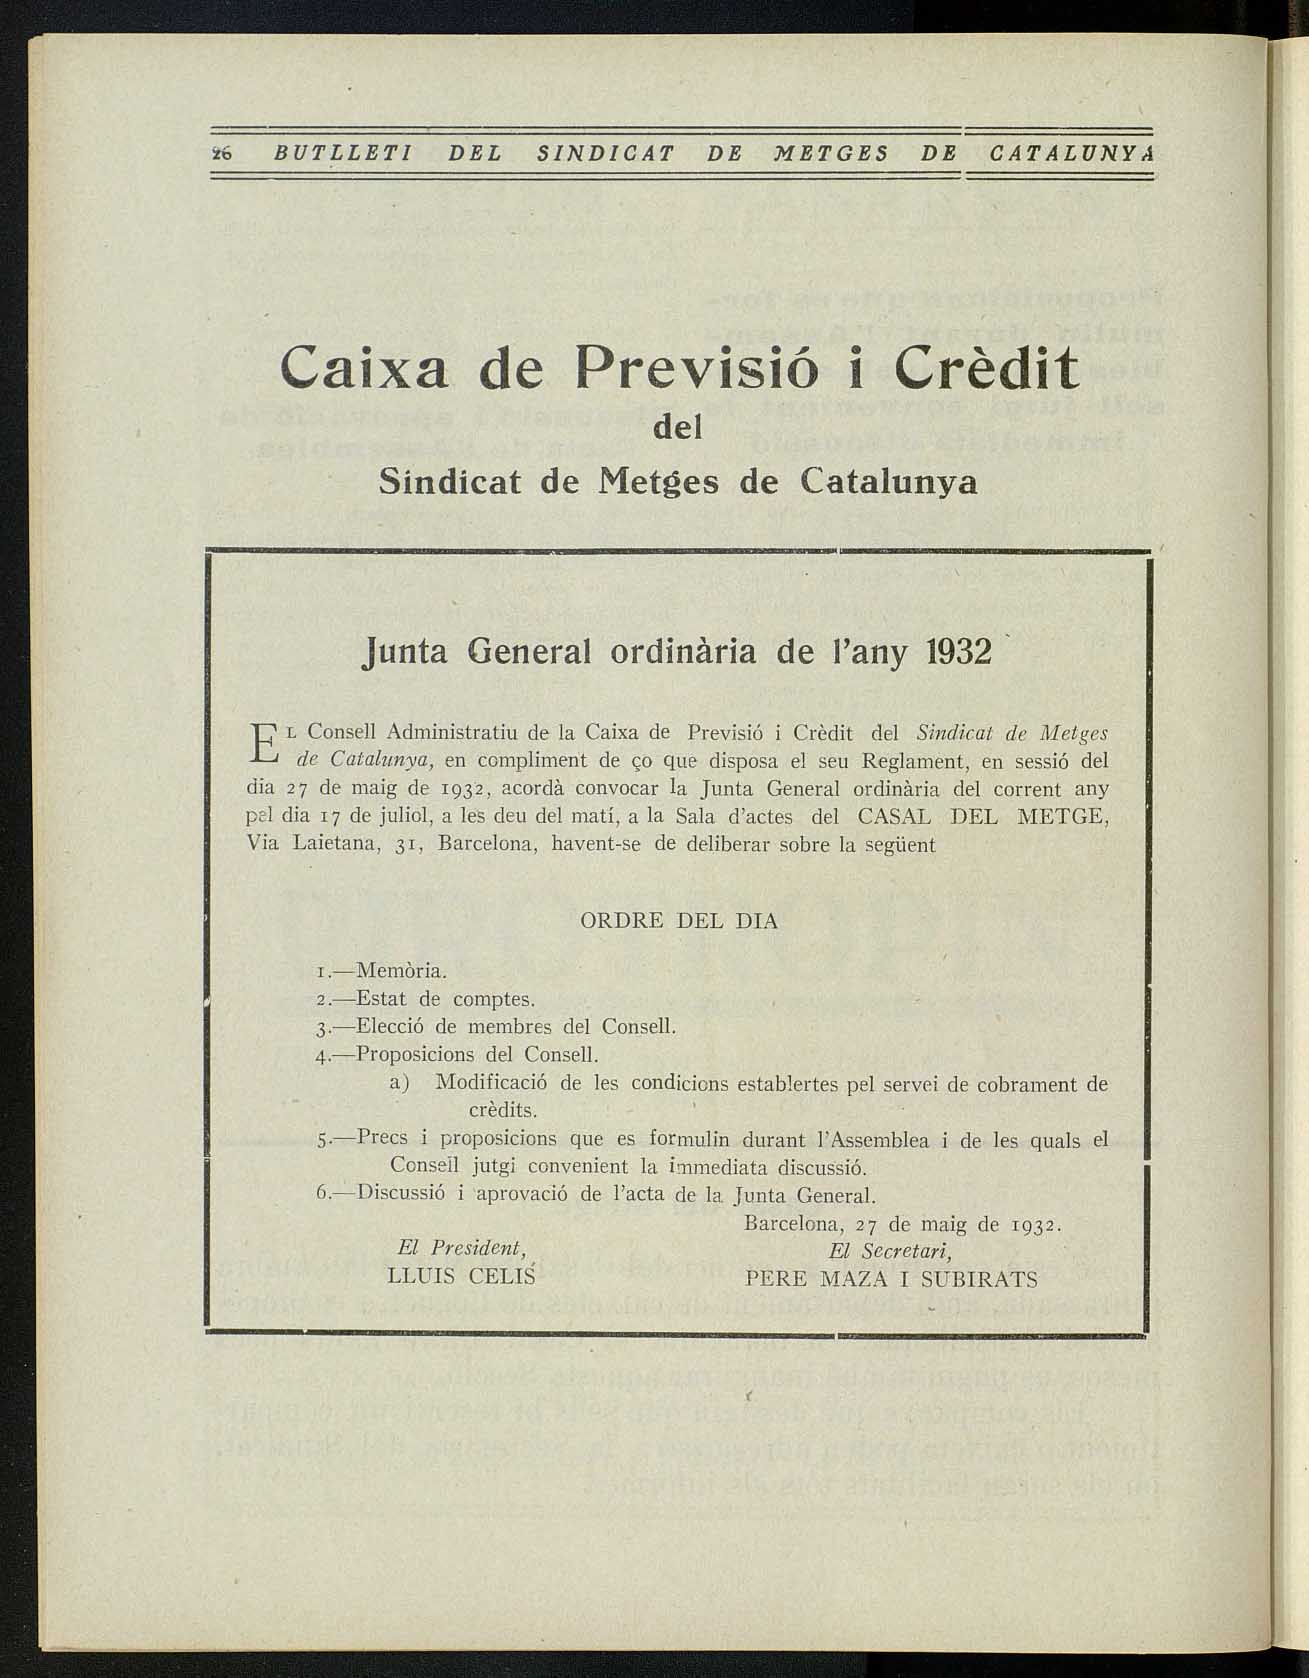 26 BUTLLETI DEL SINDICAT DE METGES DE CATALUNYA
Caixa de Previsió i Crèdit
del
Sindicat de Metges de Catalunya
Junta General ordinària de l'any 1932
EL Consell Administratiu de la Caixa de Previsió i Crèdit del Sindicat de Metges
de Catalunya, en compliment de ço que disposa el seu Reglament, en sessió del
dia 27 de maig de 1932, acordà convocar la Junta General ordinària del corrent any
pel dia 17 de juliol, a les deu del matí, a la Sala d'actes del CASAL DEL METGE,
Via Laietana, 31, Barcelona, havent-se de deliberar sobre la següent
ORDRE DEL DIA
1.—Memòria.
2.—Estat de comptes.
3.—Elecció de membres del Consell.
4.—Proposicions del Consell.
a) Modificació de les condicions establertes pel servei de cobrament de
crèdits.
5.—Precs i proposicions que es formulin durant l'Assemblea i de les quals el
Consell jutgi convenient la immediata discussió.
6.—Discussió i aprovació de l'acta de la Junta General.
Barcelona, 27 de maig de 1932.
El President,
LLUIS CELIS
El Secretari,
PERE MAZA I SUBIRATS